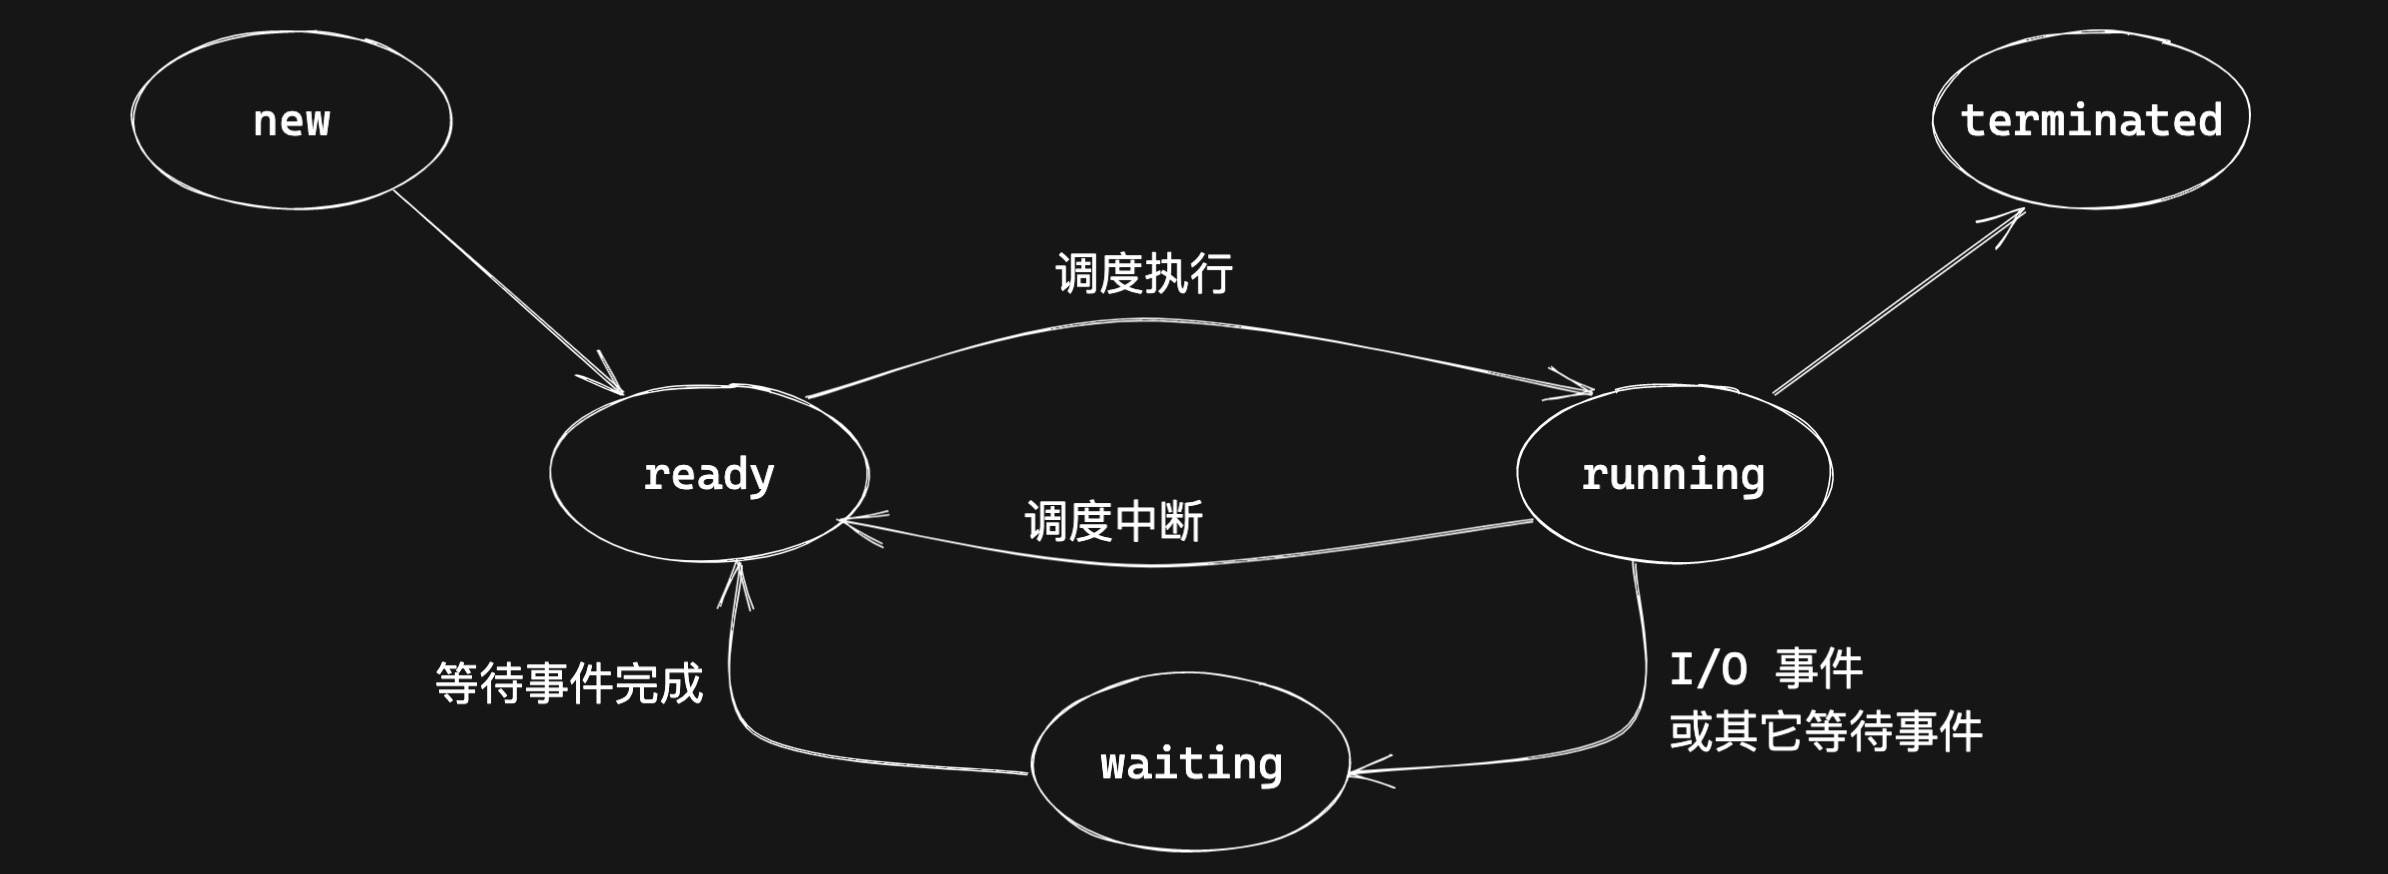 new
terminated
调度执行
ready
running
调度中断
等待事件完成
I/O 事件
或其它等待事件
waiting